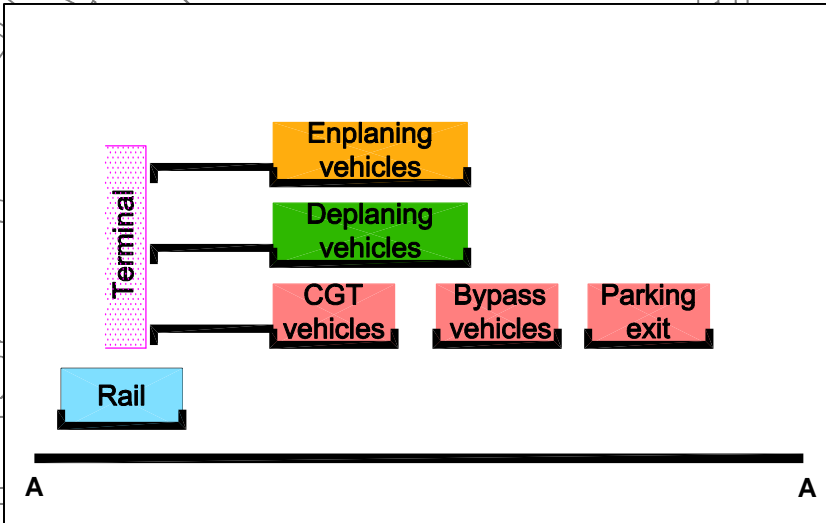 Enplaning
vehicles
Terminal
Deplaning
vehicles
CGT
vehicles
Bypass
vehicles
Parking
exit
Rail
A
A